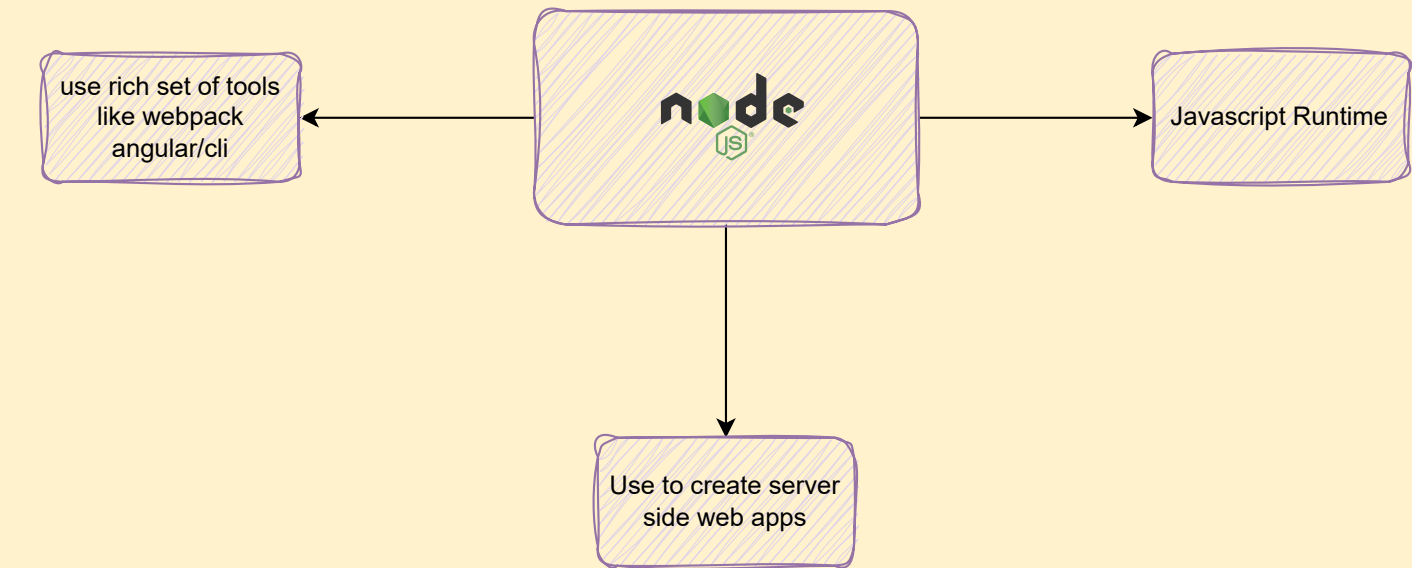 use rich set of tools
like webpack
angular/cli
node
JS
®
Javascript Runtime
Use to create server
side web apps